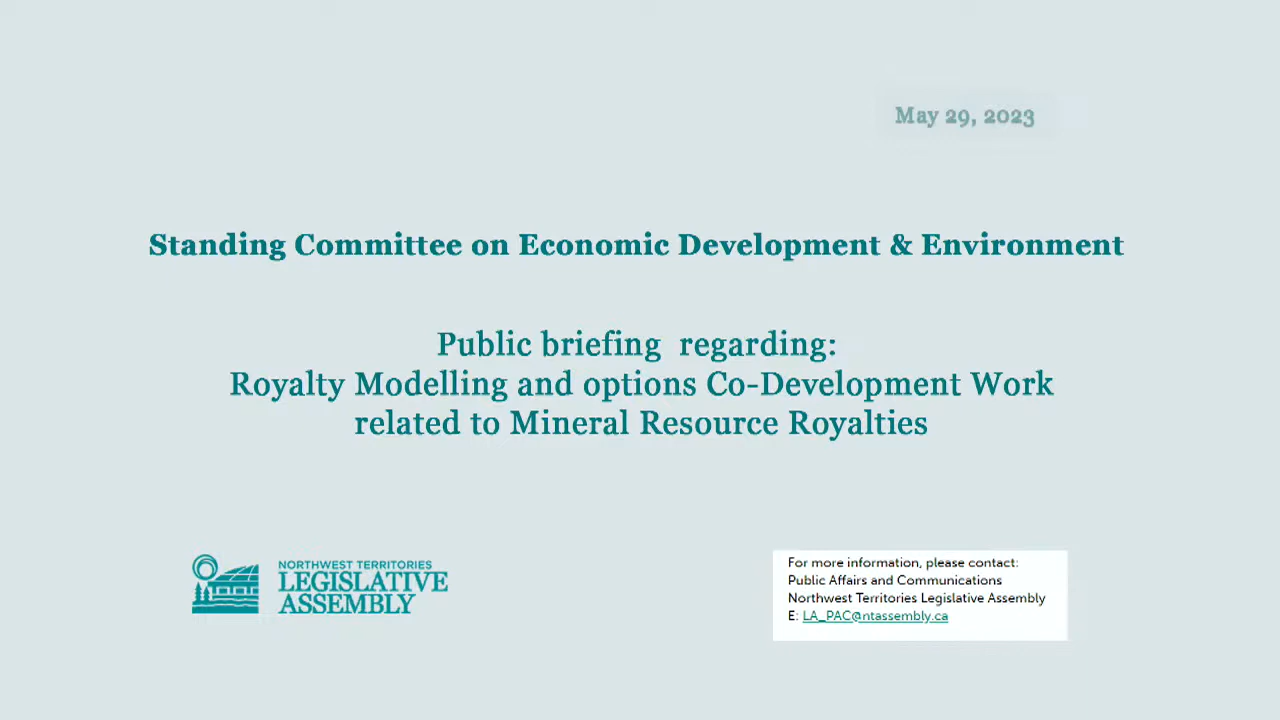 May 29, 2023
Standing Committee on Economic Development & Environment
Public briefing regarding:
Royalty Modelling and options Co-Development Work
related to Mineral Resource Royalties
NORTHWEST TERRITORIES
LEGISLATIVE
ASSEMBLY
For more information, please contact:
Public Affairs and Communications
Northwest Territories Legislative Assembly
E: LA_PAC@ntassembly.ca